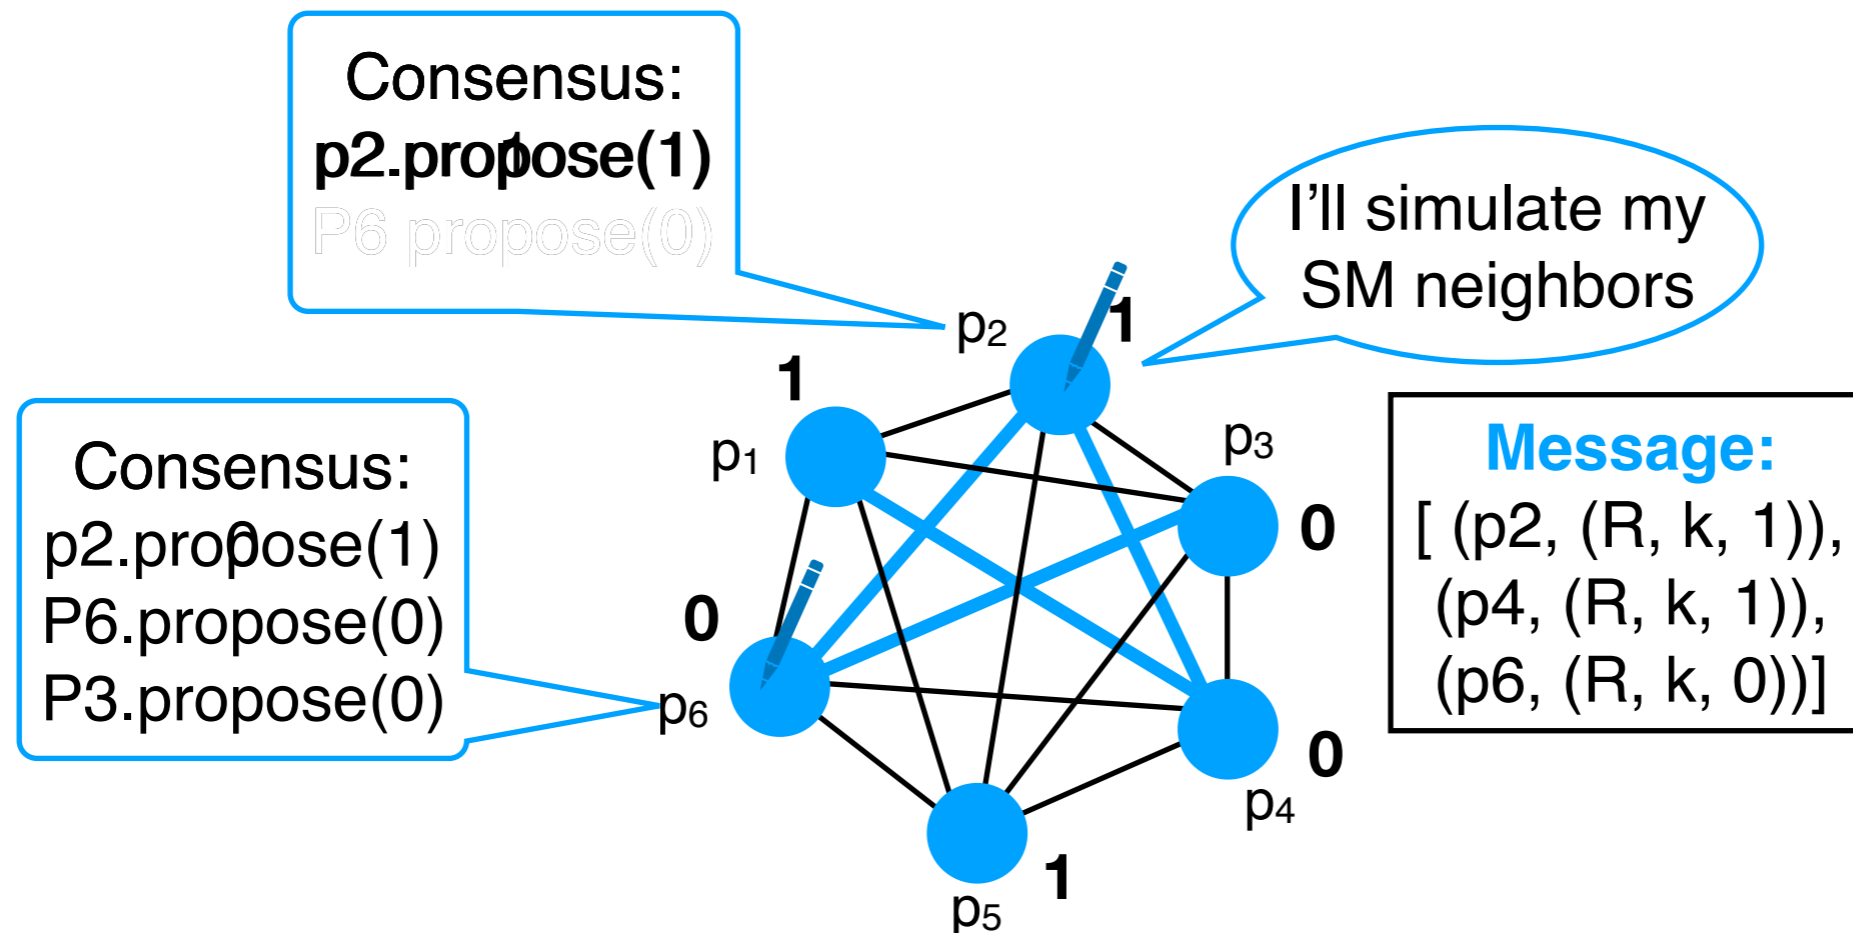 Consensus:
p2.propose(1)
P6 propose(0)
I'll simulate my
SM neighbors
p2
1
1
p1
p3
0
Consensus:
p2.propose(1)
P6.propose(0)
P3.propose(0)
Message:
[ (p2, (R, k, 1)),
(p4, (R, k, 1)),
(p6, (R, k, 0))]
0
p6
0
p4
1
p5